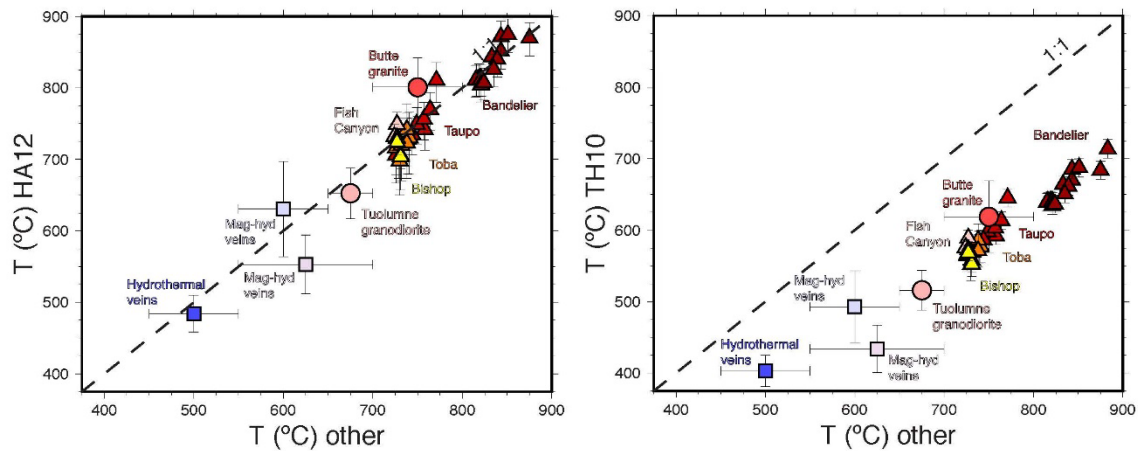 900
800
700
600
500
400
T (ºC) HA12
1:1
Butte
granite
Bandelier
Fish
Canyon
Taupo
Toba
Bishop
Tuolumne
granodiorite
Mag-hyd
veins
Mag-hyd
veins
Hydrothermal
veins
400 500 600 700 800 900
T (ºC) other
900
800
700
600
500
400
T (ºC) TH10
1:1
Bandelier
Butte
granite
Fish
Canyon
Taupo
Toba
Bishop
Mag-hyd
veins
Tuolumne
granodiorite
Hydrothermal
veins
Mag-hyd
veins
400 500 600 700 800 900
T (ºC) other